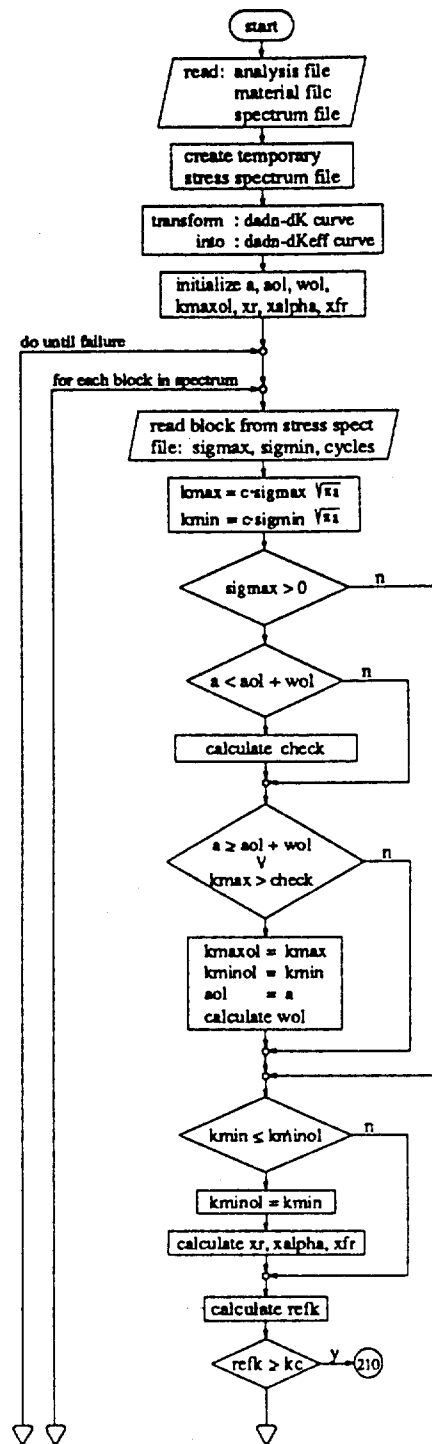 start
read: analysis file
material file
spectrum file
create temporary
stress spectrum file
transform : dadn-dK curve
into : dadn-dKeff curve
initialize a, aol, wol,
kmaxol, xr, xalpha, xfr
do until failure
for each block in spectrum
read block from stress spect
file: sigmax, sigmin, cycles
kmax = c·sigmax √πa
kmin = c·sigmin √πa
sigmax > 0
n
a < aol + wol
n
calculate check
a ≥ aol + wol
n
V
kmax > check
kmaxol = kmax
kminol = kmin
aol = a
calculate wol
kmin ≤ kminol
n
kminol = kmin
calculate xr, xalpha, xfr
calculate refk
refk > kc
y
210